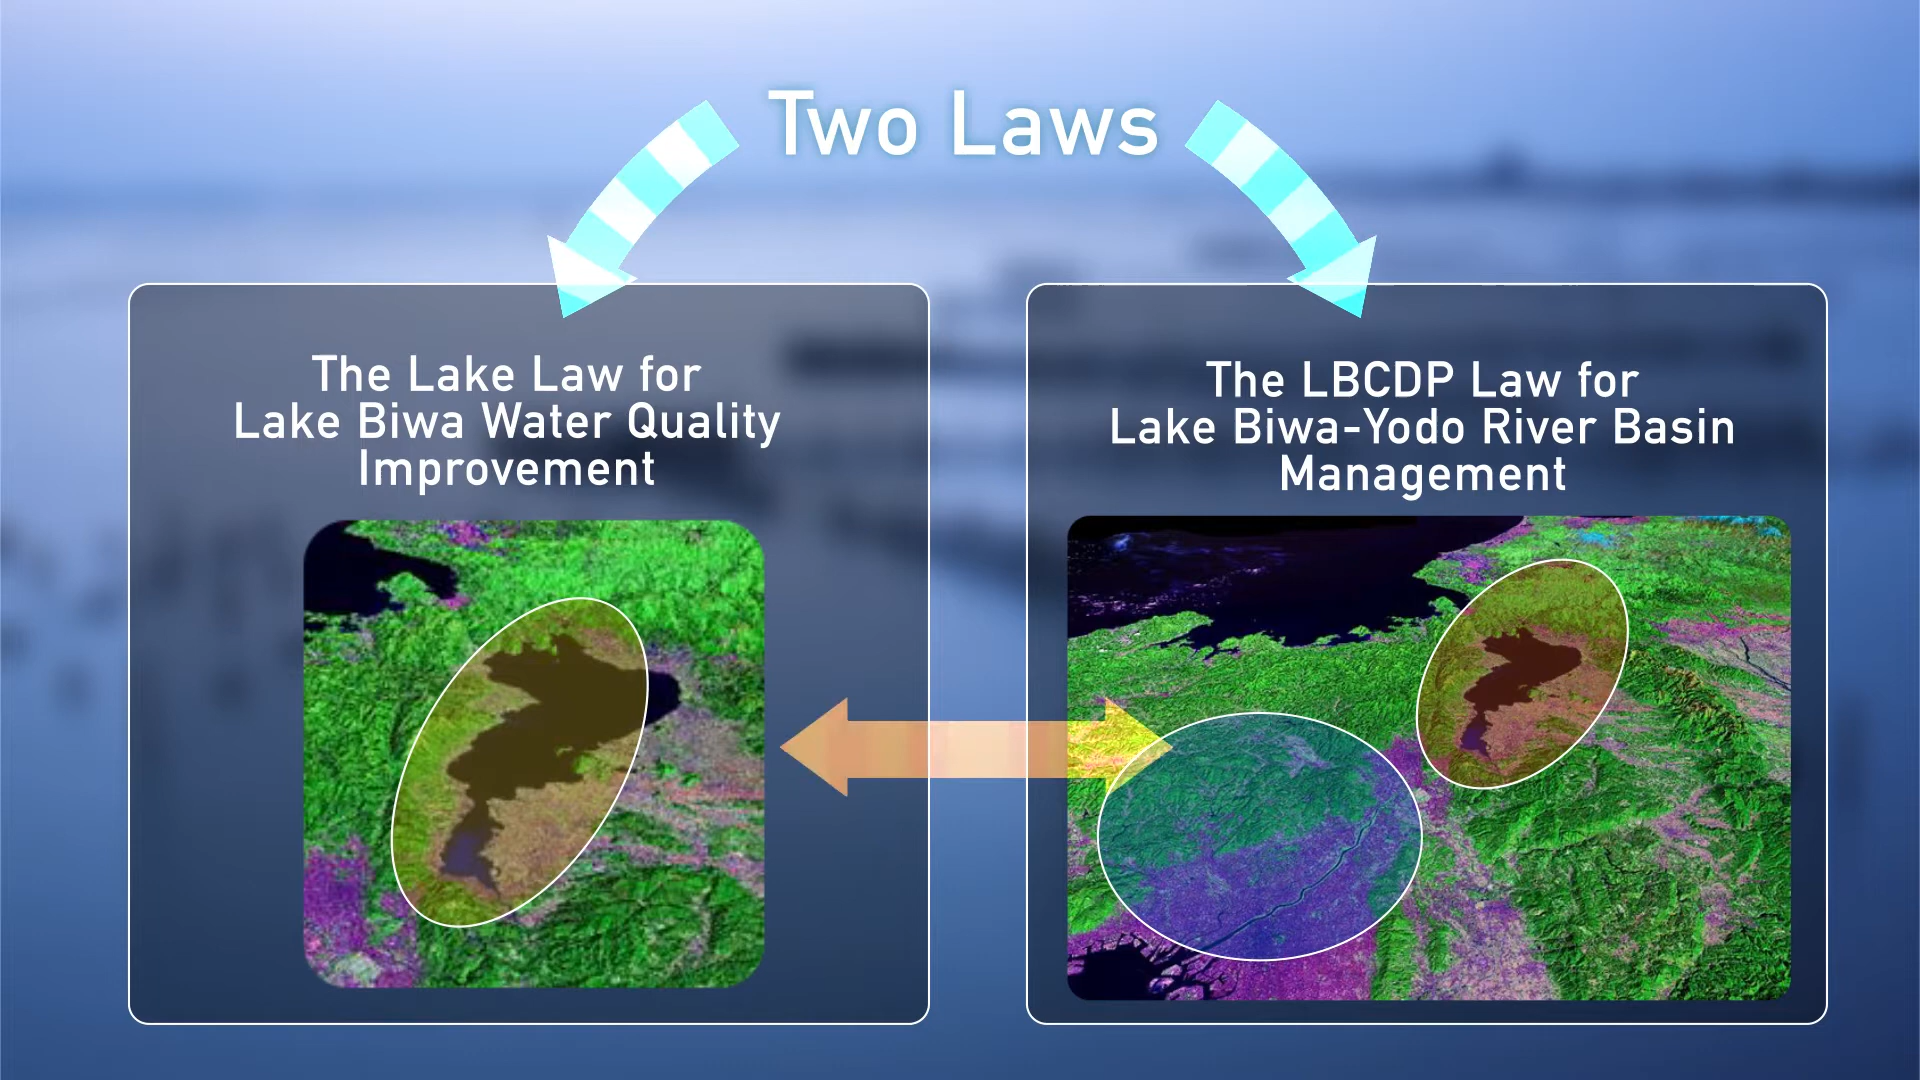 Two Laws
The Lake Law for
Lake Biwa Water Quality
Improvement
The LBCDP Law for
Lake Biwa-Yodo River Basin
Management